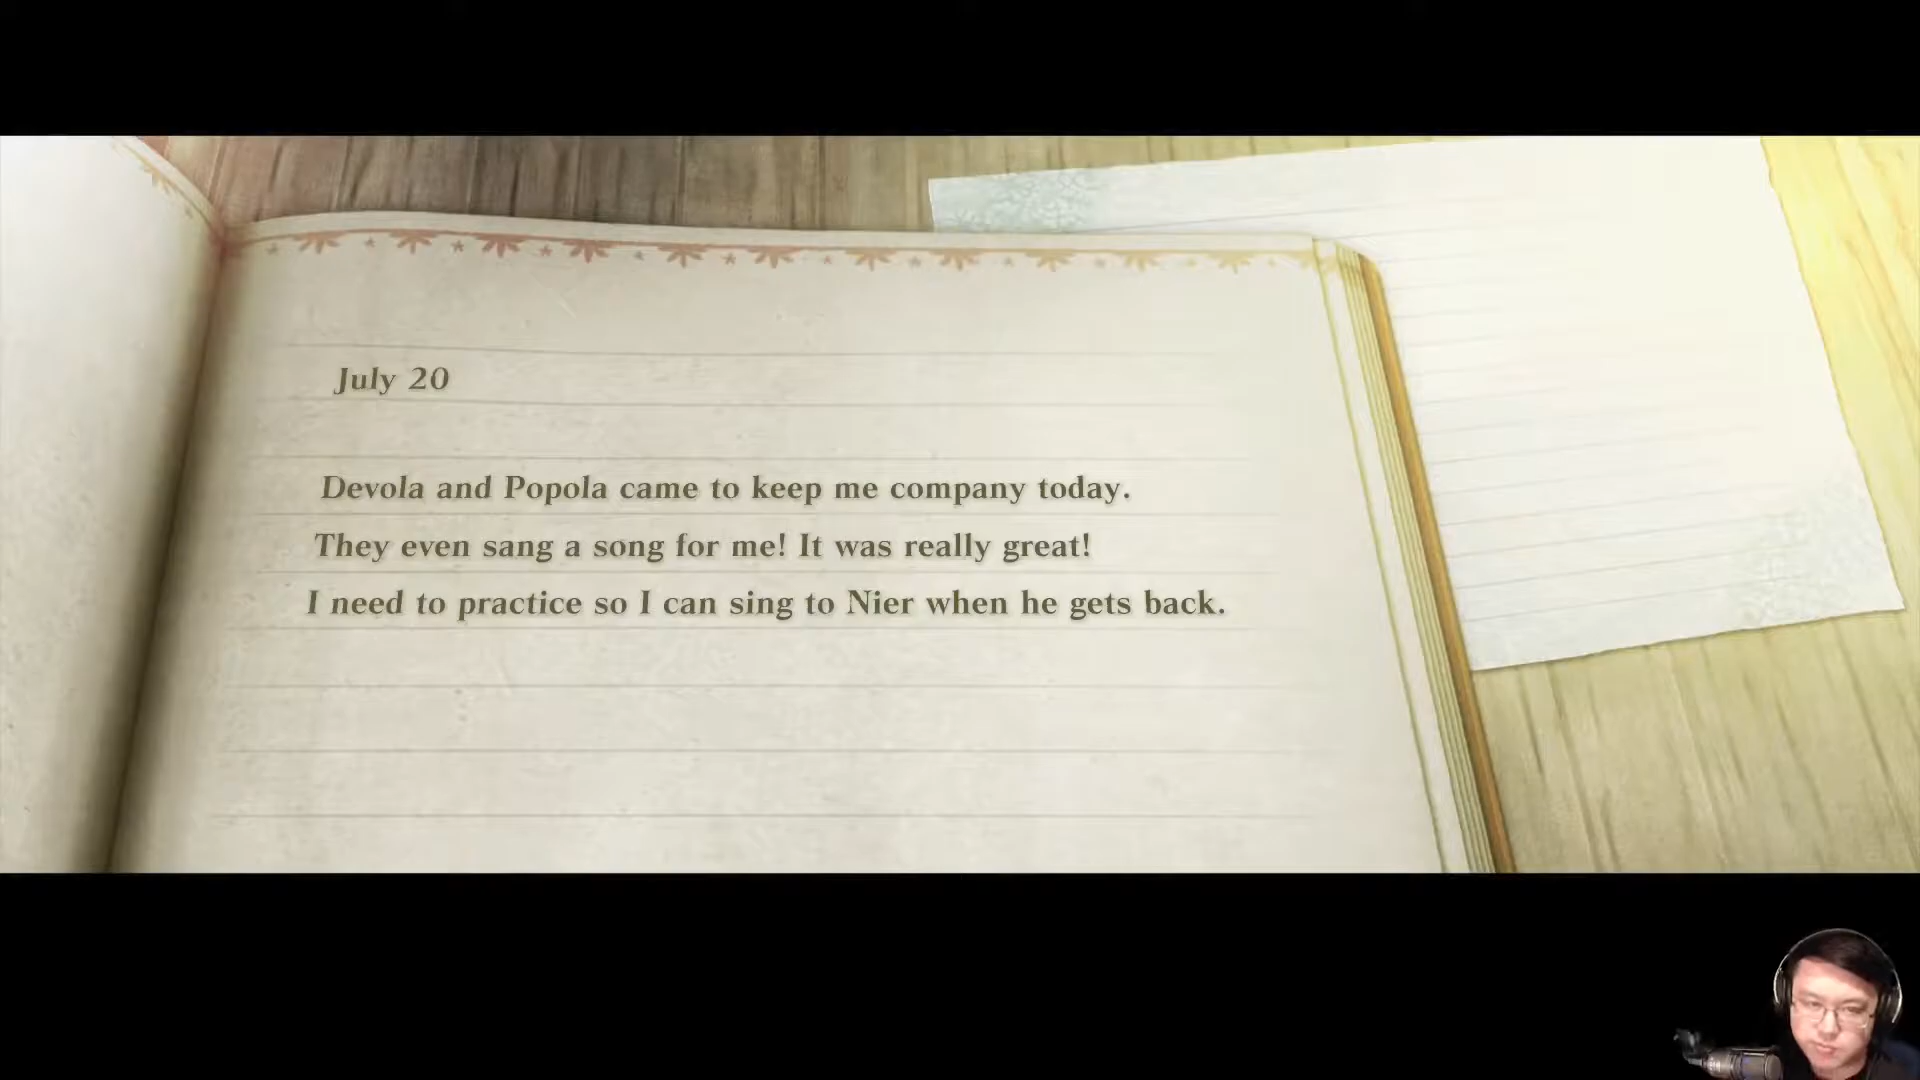 July 20
Devola and Popola came to keep me company today.
They even sang a song for me! It was really great!
I need to practice so I can sing to Nier when he gets back.